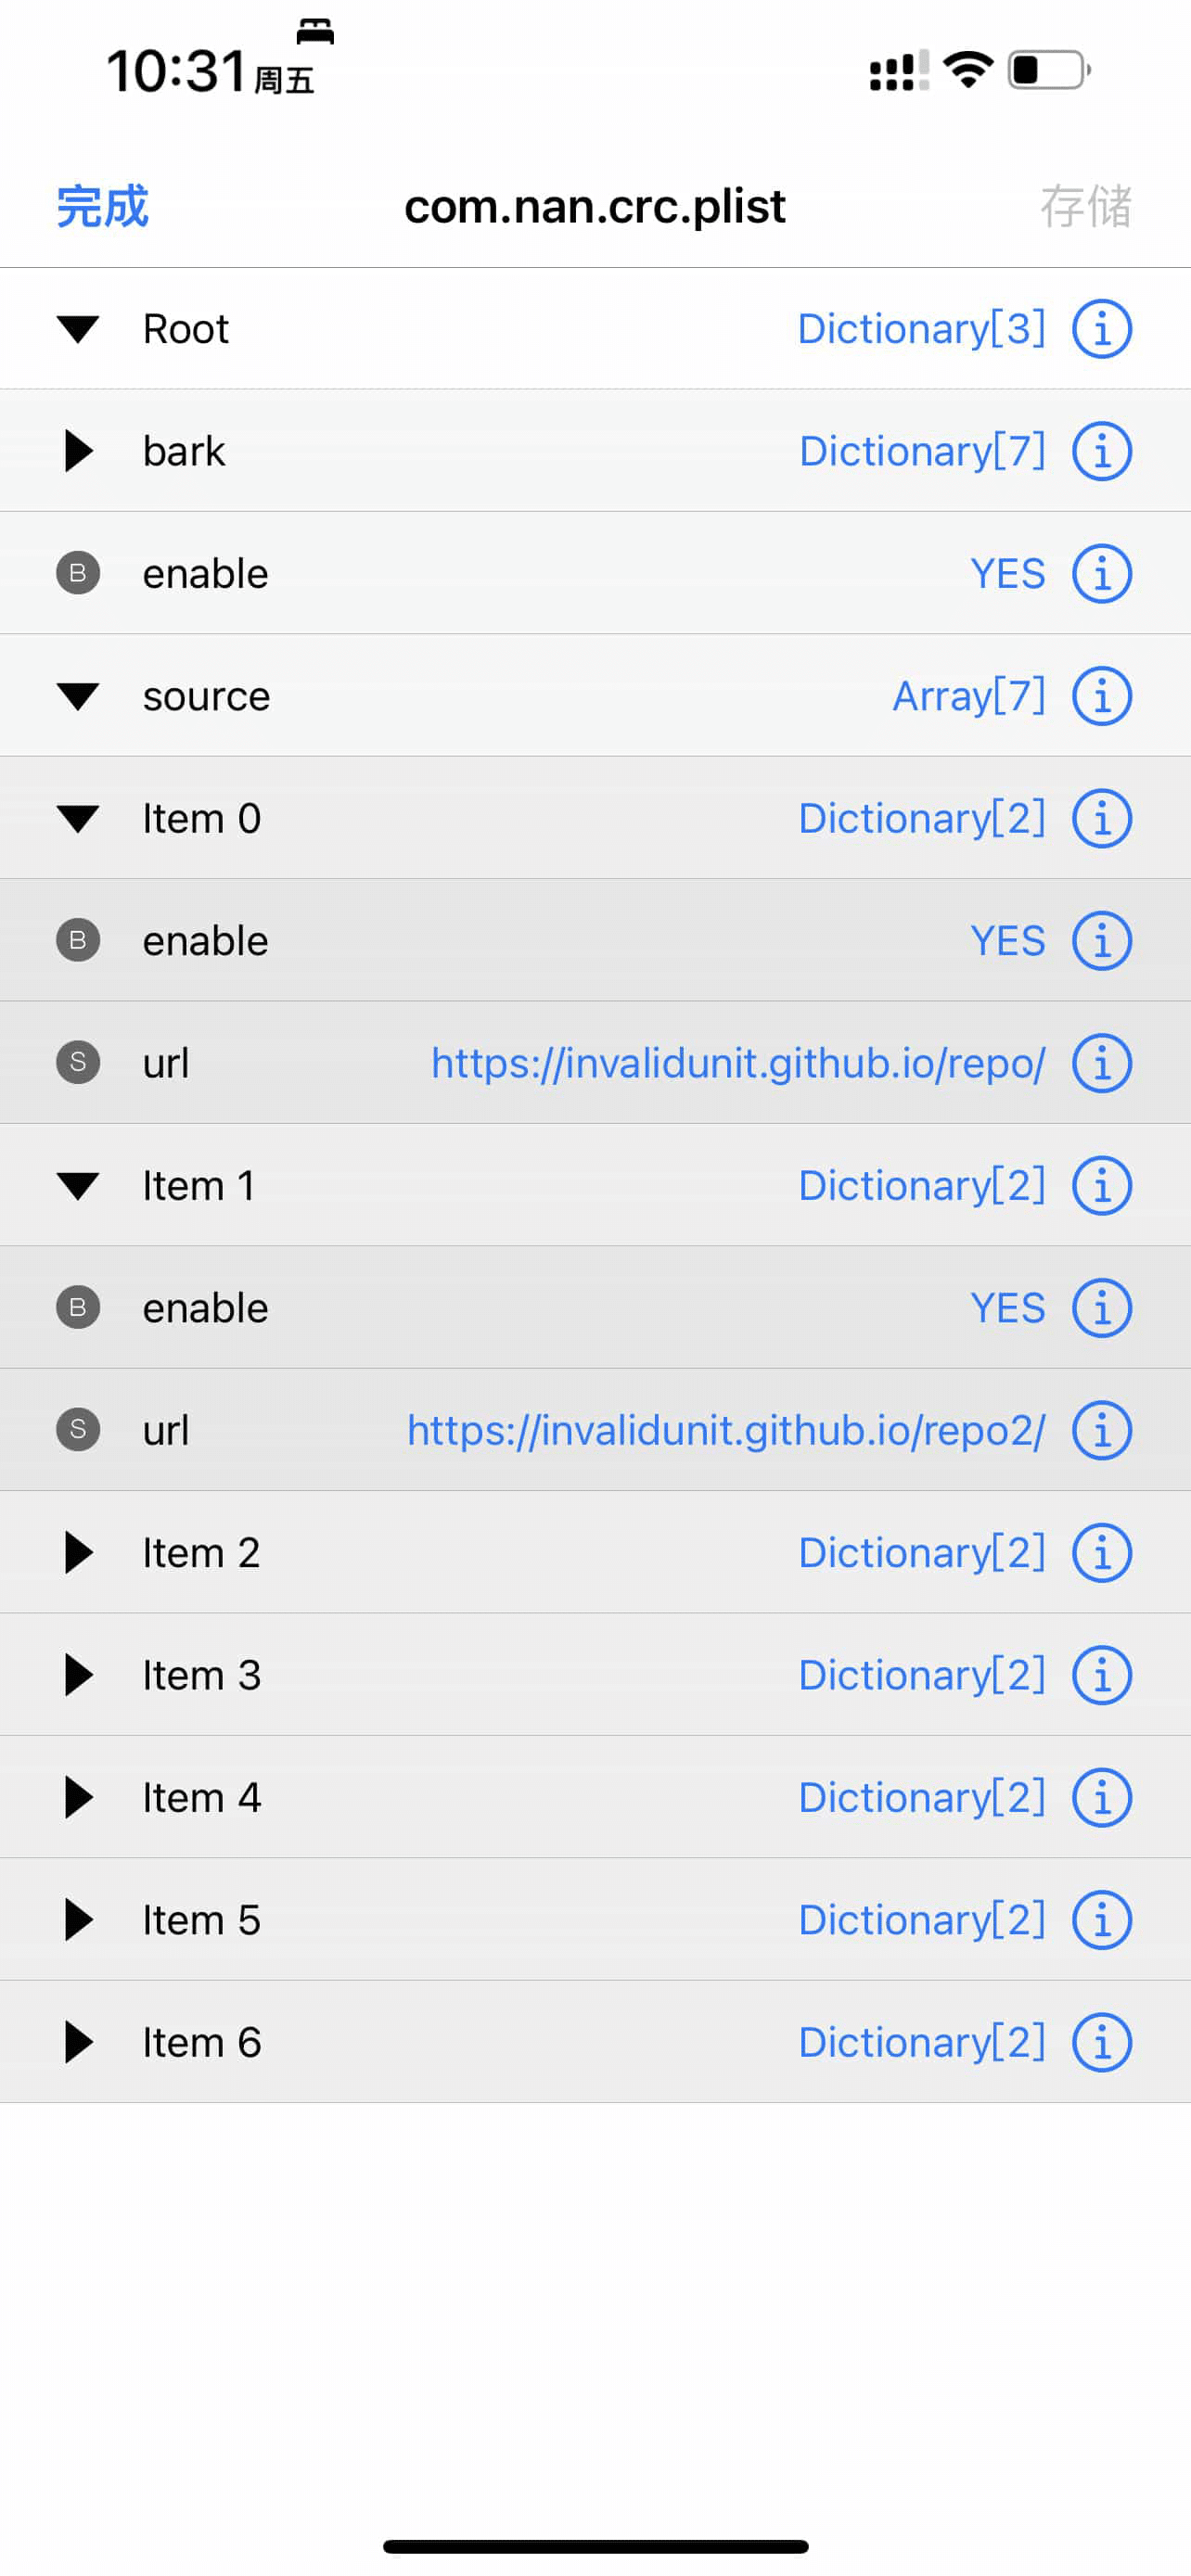 10:31 周五
完成 com.nan.crc.plist 存储
Root Dictionary[3]
bark Dictionary[7]
B enable YES
source Array[7]
Item 0 Dictionary[2]
B enable YES
S url https://invalidunit.github.io/repo/
Item 1 Dictionary[2]
B enable YES
S url https://invalidunit.github.io/repo2/
Item 2 Dictionary[2]
Item 3 Dictionary[2]
Item 4 Dictionary[2]
Item 5 Dictionary[2]
Item 6 Dictionary[2]